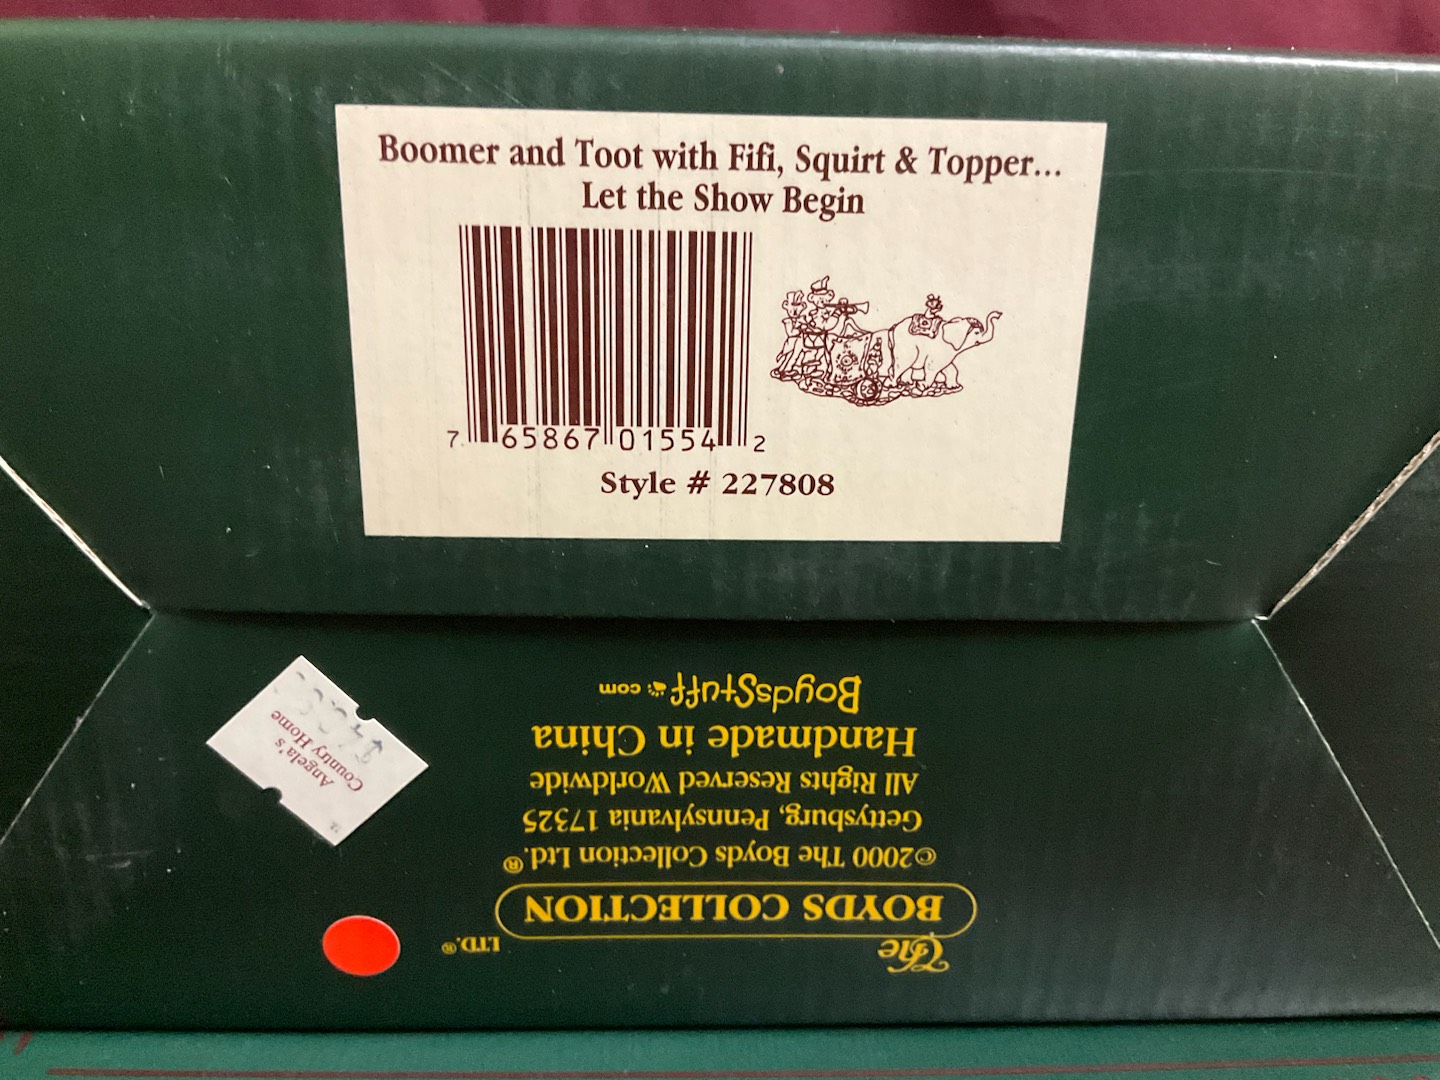 Boomer and Toot with Fifi, Squirt & Topper...
Let the Show Begin
7 65867 01554 2
Style # 227808
The
BOYDS COLLECTION
LTD.®
©2000 The Boyds Collection Ltd.®
Gettysburg, Pennsylvania 17325
All Rights Reserved Worldwide
Handmade in China
BoydsStuff.com
Angela's
Country Home